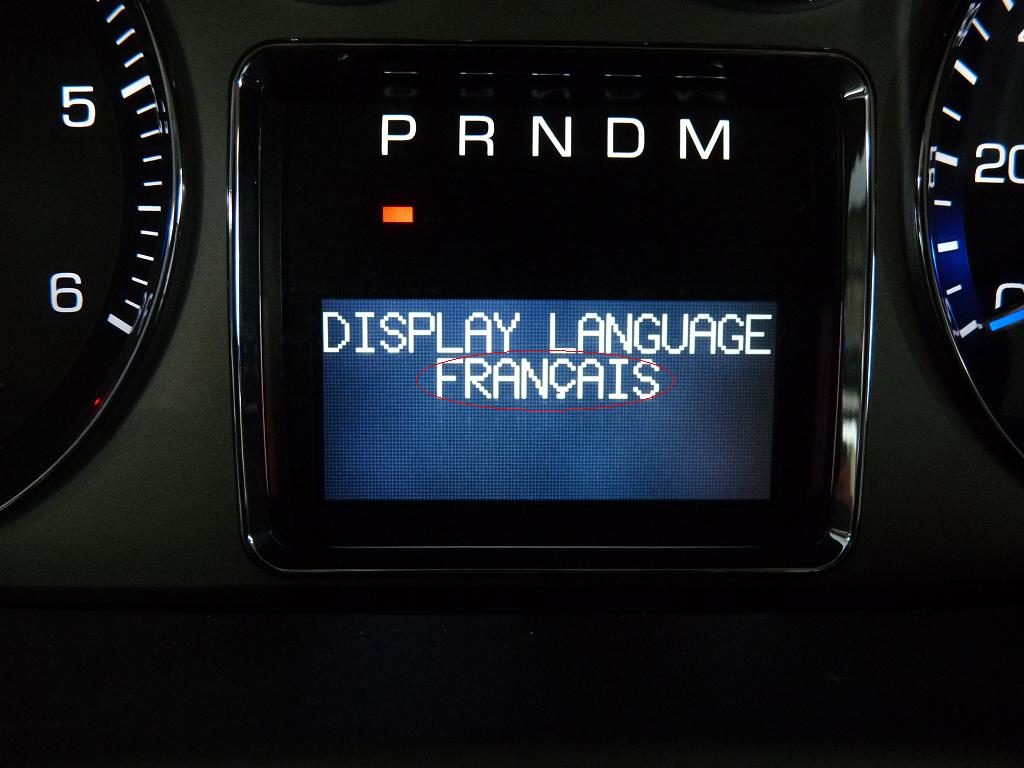 5
6
P R N D M
DISPLAY LANGUAGE
FRANÇAIS
20